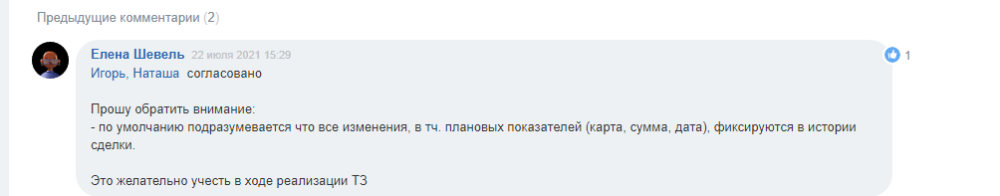 Предыдущие комментарии (2)
Елена Шевель 22 июля 2021 15:29
1
Игорь, Наташа согласовано
Прошу обратить внимание:
- по умолчанию подразумевается что все изменения, в тч. плановых показателей (карта, сумма, дата), фиксируются в истории
сделки.
Это желательно учесть в ходе реализации ТЗ